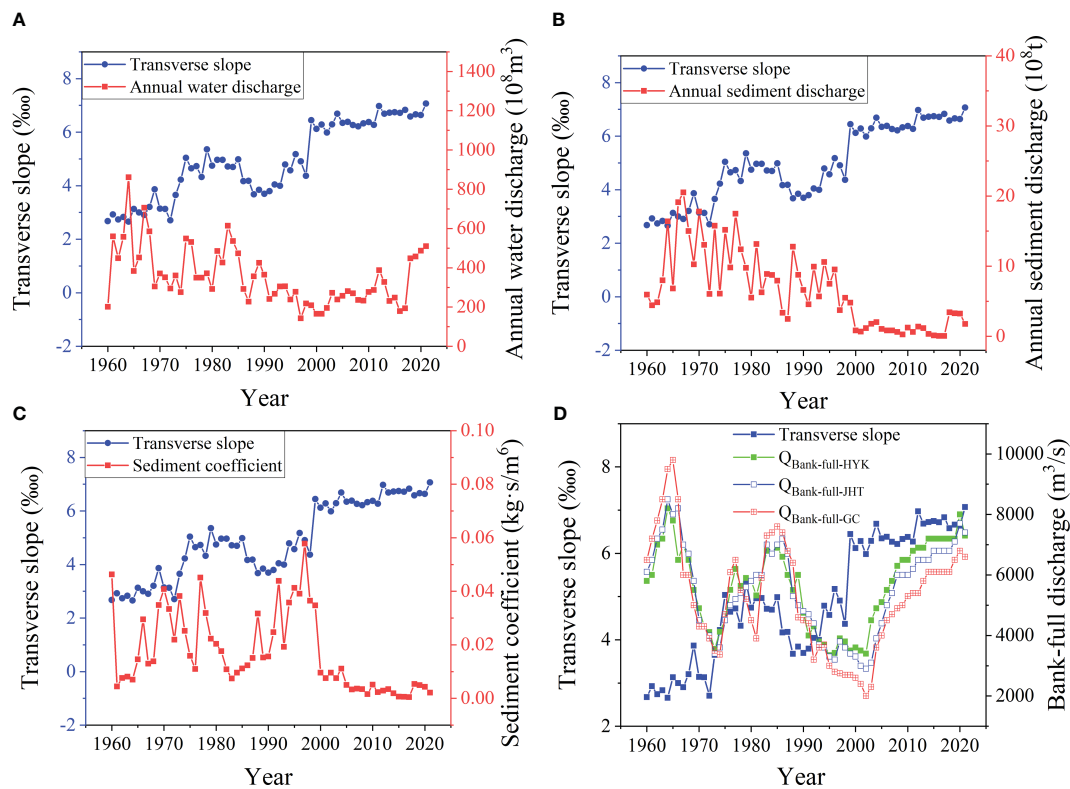 A
Transverse slope
Annual water discharge
Transverse slope (‱)
8
6
4
2
0
-2
1400
1200
1000
800
600
400
200
0
Annual water discharge (10⁸m³)
1960 1970 1980 1990 2000 2010 2020
Year
B
Transverse slope
Annual sediment discharge
Transverse slope (‱)
8
6
4
2
0
-2
40
30
20
10
0
Annual sediment discharge (10⁸t)
1960 1970 1980 1990 2000 2010 2020
Year
C
Transverse slope
Sediment coefficient
Transverse slope (‱)
8
6
4
2
0
-2
0.10
0.08
0.06
0.04
0.02
0.00
Sediment coefficient (kg·s/m⁶)
1960 1970 1980 1990 2000 2010 2020
Year
D
Transverse slope
Q Bank-full-HYK
Q Bank-full-JHT
Q Bank-full-GC
Transverse slope (‱)
8
6
4
2
10000
8000
6000
4000
2000
Bank-full discharge (m³/s)
1960 1970 1980 1990 2000 2010 2020
Year